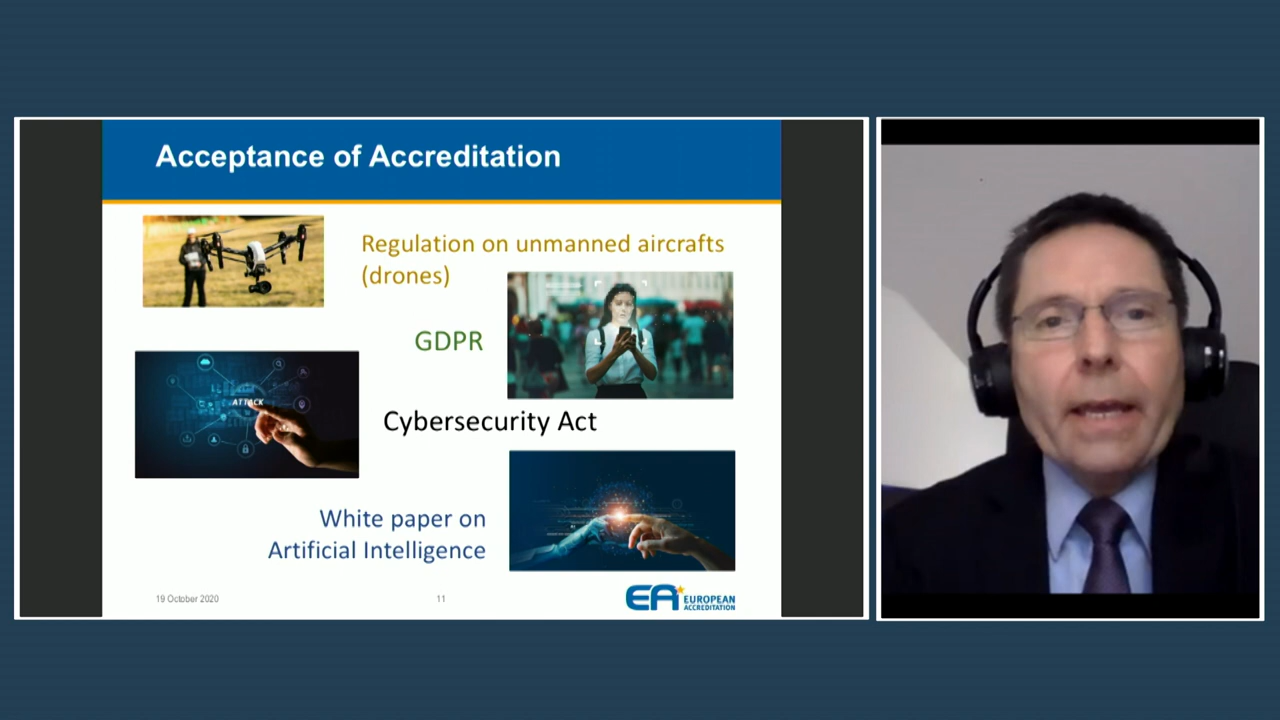 Acceptance of Accreditation
Regulation on unmanned aircrafts
(drones)
GDPR
ATTACK
Cybersecurity Act
White paper on
Artificial Intelligence
19 October 2020
11
EA EUROPEAN
ACCREDITATION